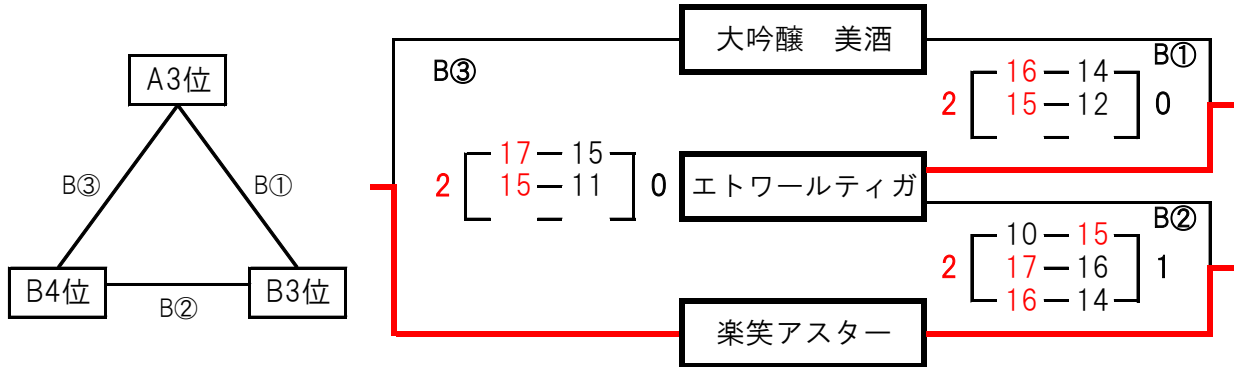 A3位
B③
B①
B4位
B②
B3位
大吟醸　美酒
B③
B①
2
16 ― 14
15 ― 12
―
0
2
17 ― 15
15 ― 11
―
0
エトワールティガ
B②
2
10 ― 15
17 ― 16
16 ― 14
1
楽笑アスター